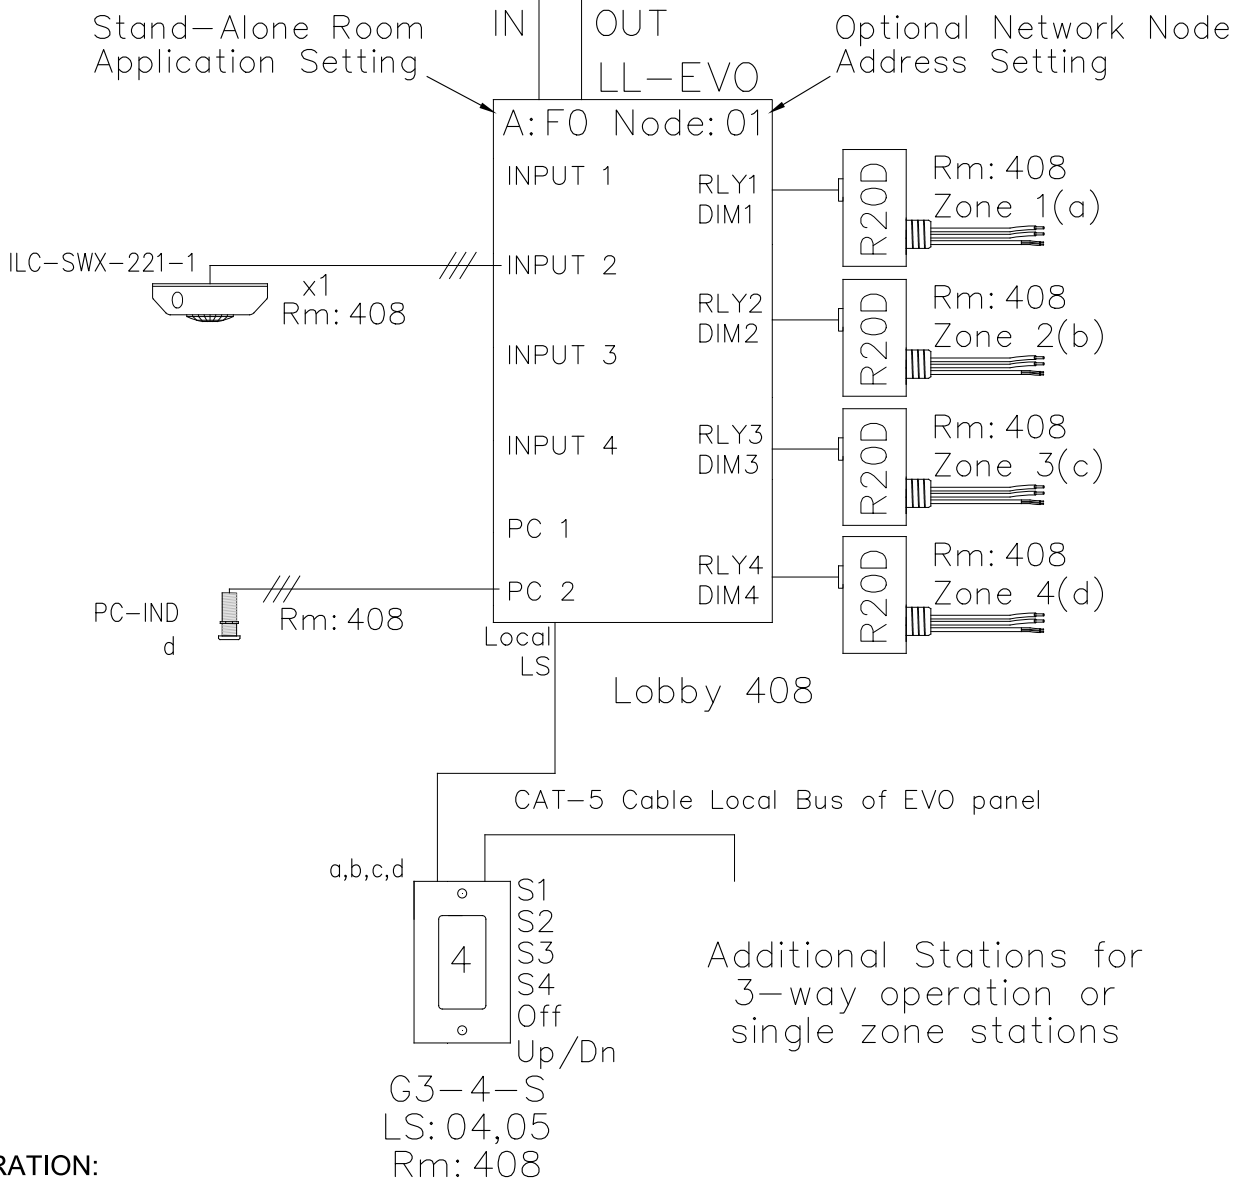 Stand-Alone Room
Application Setting
IN
OUT
LL-EVO
Optional Network Node
Address Setting
A:F0 Node:01
INPUT 1
INPUT 2
INPUT 3
INPUT 4
PC 1
PC 2
RLY1
DIM1
RLY2
DIM2
RLY3
DIM3
RLY4
DIM4
R20D
Rm:408
Zone 1(a)
R20D
Rm:408
Zone 2(b)
R20D
Rm:408
Zone 3(c)
R20D
Rm:408
Zone 4(d)
ILC-SWX-221-1
0
x1
Rm:408
PC-IND
d
Rm:408
Local
LS
Lobby 408
CAT-5 Cable Local Bus of EVO panel
a,b,c,d
4
S1
S2
S3
S4
Off
Up/Dn
G3-4-S
LS:04,05
Rm:408
Additional Stations for
3-way operation or
single zone stations
RATION: